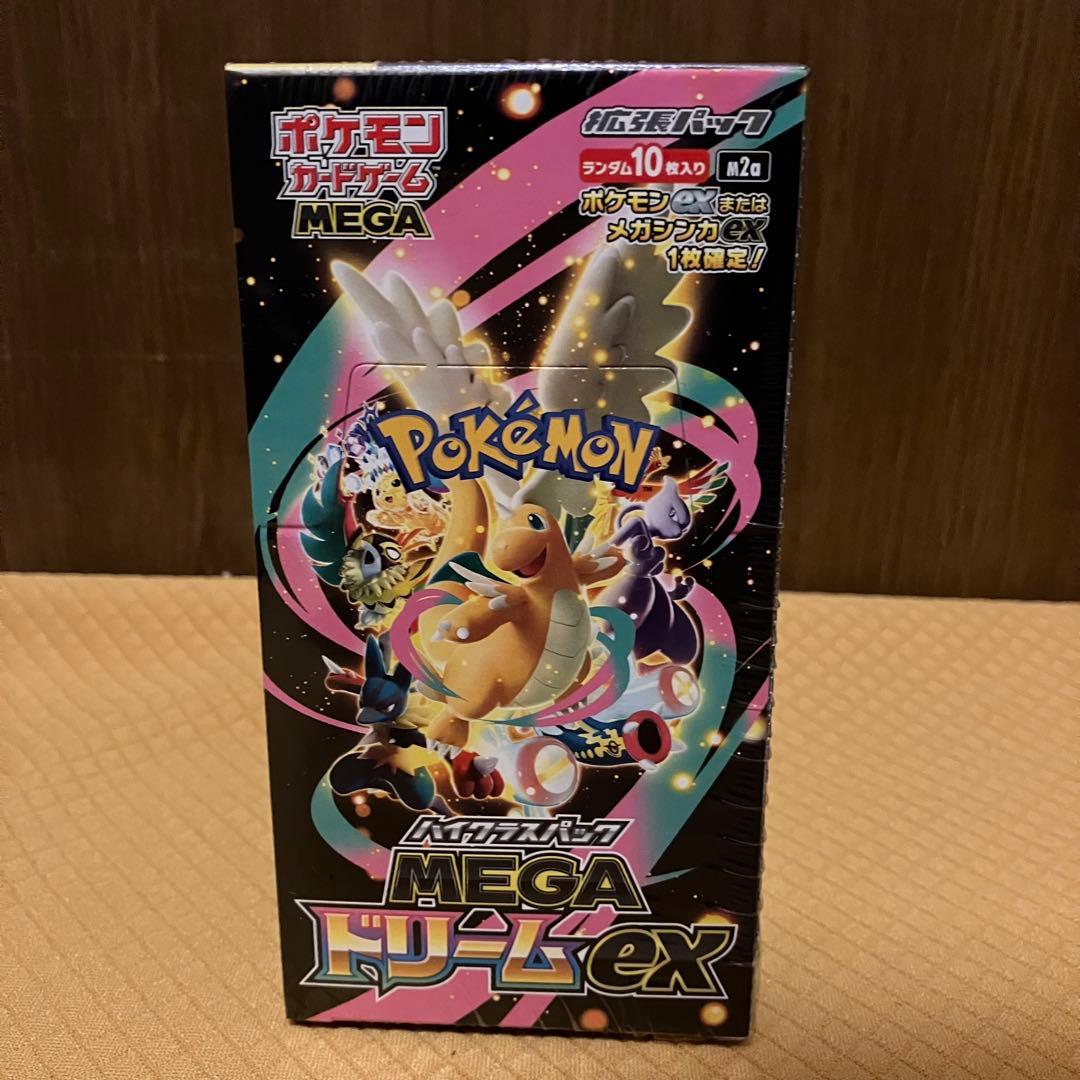 ポケモン
カードゲーム
MEGA
拡張パック
ランダム10枚入り M2a
ポケモンexまたは
メガシンカex
1枚確定!
POKéMON
TM
ハイクラスパック
MEGA
ドリームex